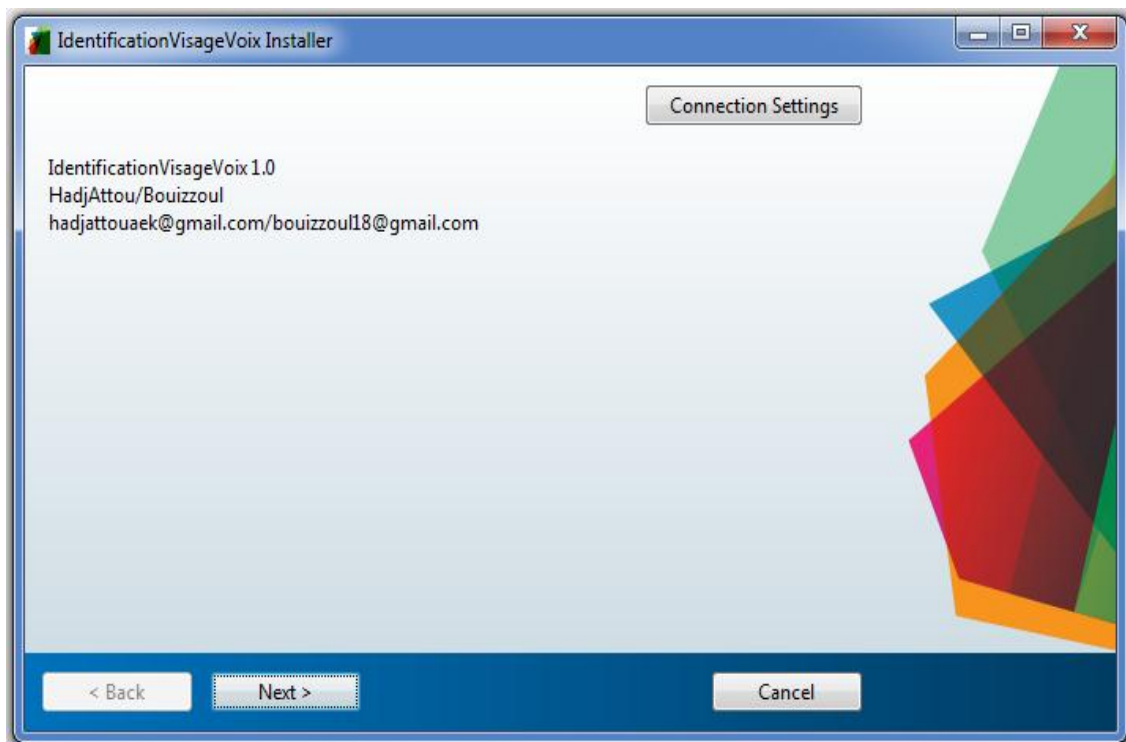 IdentificationVisageVoix Installer
Connection Settings
IdentificationVisageVoix 1.0
HadjAttou/Bouizzoul
hadjattouaek@gmail.com/bouizzoul18@gmail.com
< Back
Next >
Cancel